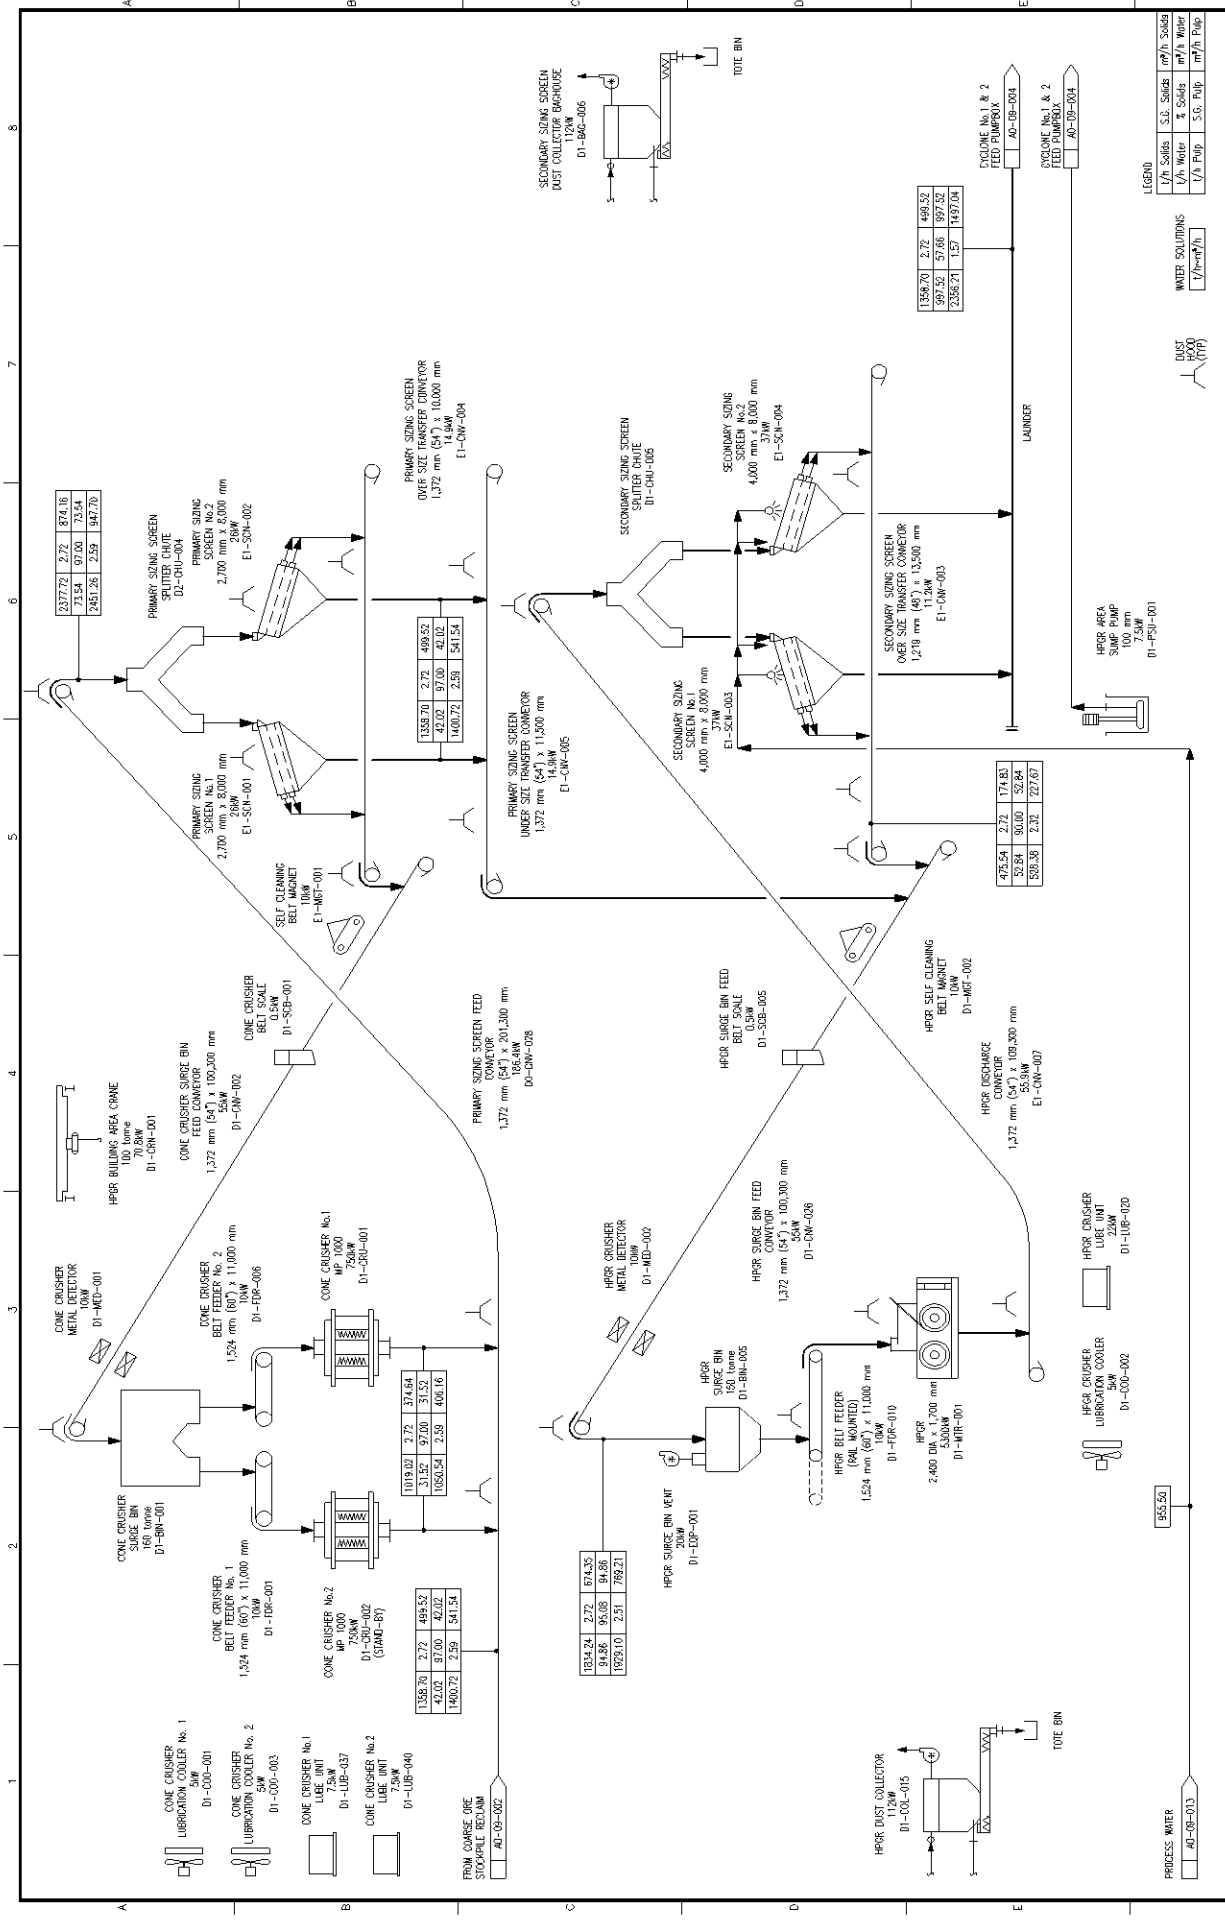 A
B
C
D
E
1
2
3
4
5
6
7
8
CONE CRUSHER
LUBRICATION COOLER No. 1
5kW
D1-COO-001
CONE CRUSHER
LUBRICATION COOLER No. 2
5kW
D1-COO-003
CONE CRUSHER No.1
LUBE UNIT
7.5kW
D1-LUB-037
CONE CRUSHER No.2
LUBE UNIT
7.5kW
D1-LUB-040
FROM COARSE ORE
STOCKPILE RECLAIM
A0-09-002
1358.70 2.72 499.52
42.02 97.00 42.02
1400.72 2.59 541.54
CONE CRUSHER
SURGE BIN
160 tonne
D1-BIN-001
CONE CRUSHER
BELT FEEDER No. 1
1,524 mm (60") x 11,000 mm
10kW
D1-FDR-001
CONE CRUSHER No.2
MP 1000
750kW
D1-CRU-002
(STAND-BY)
CONE CRUSHER
METAL DETECTOR
10kW
D1-MED-001
CONE CRUSHER
BELT FEEDER No. 2
1,524 mm (60") x 11,000 mm
10kW
D1-FDR-006
CONE CRUSHER No.1
MP 1000
750kW
D1-CRU-001
1019.02 2.72 374.64
31.52 97.00 31.52
1050.54 2.59 406.16
HPGR BUILDING AREA CRANE
100 tonne
70.8kW
D1-CRN-001
CONE CRUSHER SURGE BIN
FEED CONVEYOR
1,372 mm (54") x 100,300 mm
55kW
D1-CNV-002
CONE CRUSHER
BELT SCALE
0.5kW
D1-SCB-001
SELF CLEANING
BELT MAGNET
10kW
E1-MGT-001
PRIMARY SIZING SCREEN FEED
CONVEYOR
1,372 mm (54") x 201,300 mm
186.4kW
D0-CNV-028
2377.72 2.72 874.16
73.54 97.00 73.54
2451.26 2.59 947.70
PRIMARY SIZING SCREEN
SPLITTER CHUTE
D2-CHU-004
PRIMARY SIZING
SCREEN No.1
2,700 mm x 8,000 mm
26kW
E1-SCN-001
PRIMARY SIZING
SCREEN No.2
2,700 mm x 8,000 mm
26kW
E1-SCN-002
1358.70 2.72 499.52
42.02 97.00 42.02
1400.72 2.59 541.54
PRIMARY SIZING SCREEN
OVER SIZE TRANSFER CONVEYOR
1,372 mm (54") x 10,000 mm
14.9kW
E1-CNV-004
PRIMARY SIZING SCREEN
UNDER SIZE TRANSFER CONVEYOR
1,372 mm (54") x 11,500 mm
14.9kW
E1-CNV-005
SECONDARY SIZING SCREEN
DUST COLLECTOR BAGHOUSE
112kW
D1-BAG-006
TOTE BIN
SECONDARY SIZING SCREEN
SPLITTER CHUTE
D1-CHU-005
SECONDARY SIZING
SCREEN No.1
4,000 mm x 8,000 mm
37kW
E1-SCN-003
SECONDARY SIZING
SCREEN No.2
4,000 mm x 8,000 mm
37kW
E1-SCN-004
SECONDARY SIZING SCREEN
OVER SIZE TRANSFER CONVEYOR
1,219 mm (48") x 13,500 mm
11.2kW
E1-CNV-003
475.54 2.72 174.83
52.84 90.00 52.84
528.38 2.32 227.67
1358.70 2.72 499.52
997.52 57.66 997.52
2356.21 1.57 1497.04
CYCLONE No.1 & 2
FEED PUMPBOX
A0-09-004
CYCLONE No.1 & 2
FEED PUMPBOX
A0-09-004
LAUNDER
HPGR SURGE BIN FEED
BELT SCALE
0.5kW
D1-SCB-005
HPGR SELF CLEANING
BELT MAGNET
10kW
D1-MGT-002
HPGR DISCHARGE
CONVEYOR
1,372 mm (54") x 109,300 mm
55.9kW
E1-CNV-007
HPGR CRUSHER
METAL DETECTOR
10kW
D1-MED-002
HPGR SURGE BIN FEED
CONVEYOR
1,372 mm (54") x 100,300 mm
55kW
D1-CNV-026
HPGR
SURGE BIN
150 tonne
D1-BIN-005
1834.24 2.72 674.35
94.86 95.08 94.86
1929.10 2.51 769.21
HPGR SURGE BIN VENT
20kW
D1-EQP-001
HPGR BELT FEEDER
(RAIL MOUNTED)
1,524 mm (60") x 11,000 mm
10kW
D1-FDR-010
HPGR
2,400 DIA x 1,700 mm
5300kW
D1-MTR-001
HPGR CRUSHER
LUBE UNIT
22kW
D1-LUB-020
HPGR CRUSHER
LUBRICATION COOLER
5kW
D1-COO-002
HPGR AREA
SUMP PUMP
100 mm
7.5kW
D1-PSU-001
HPGR DUST COLLECTOR
112kW
D1-COL-015
TOTE BIN
PROCESS WATER
A0-09-013
955.50
DUST
HOOD
(TYP)
WATER SOLUTIONS
t/h=m³/h
LEGEND
t/h Solids S.G. Solids m³/h Solids
t/h Water % Solids m³/h Water
t/h Pulp S.G. Pulp m³/h Pulp